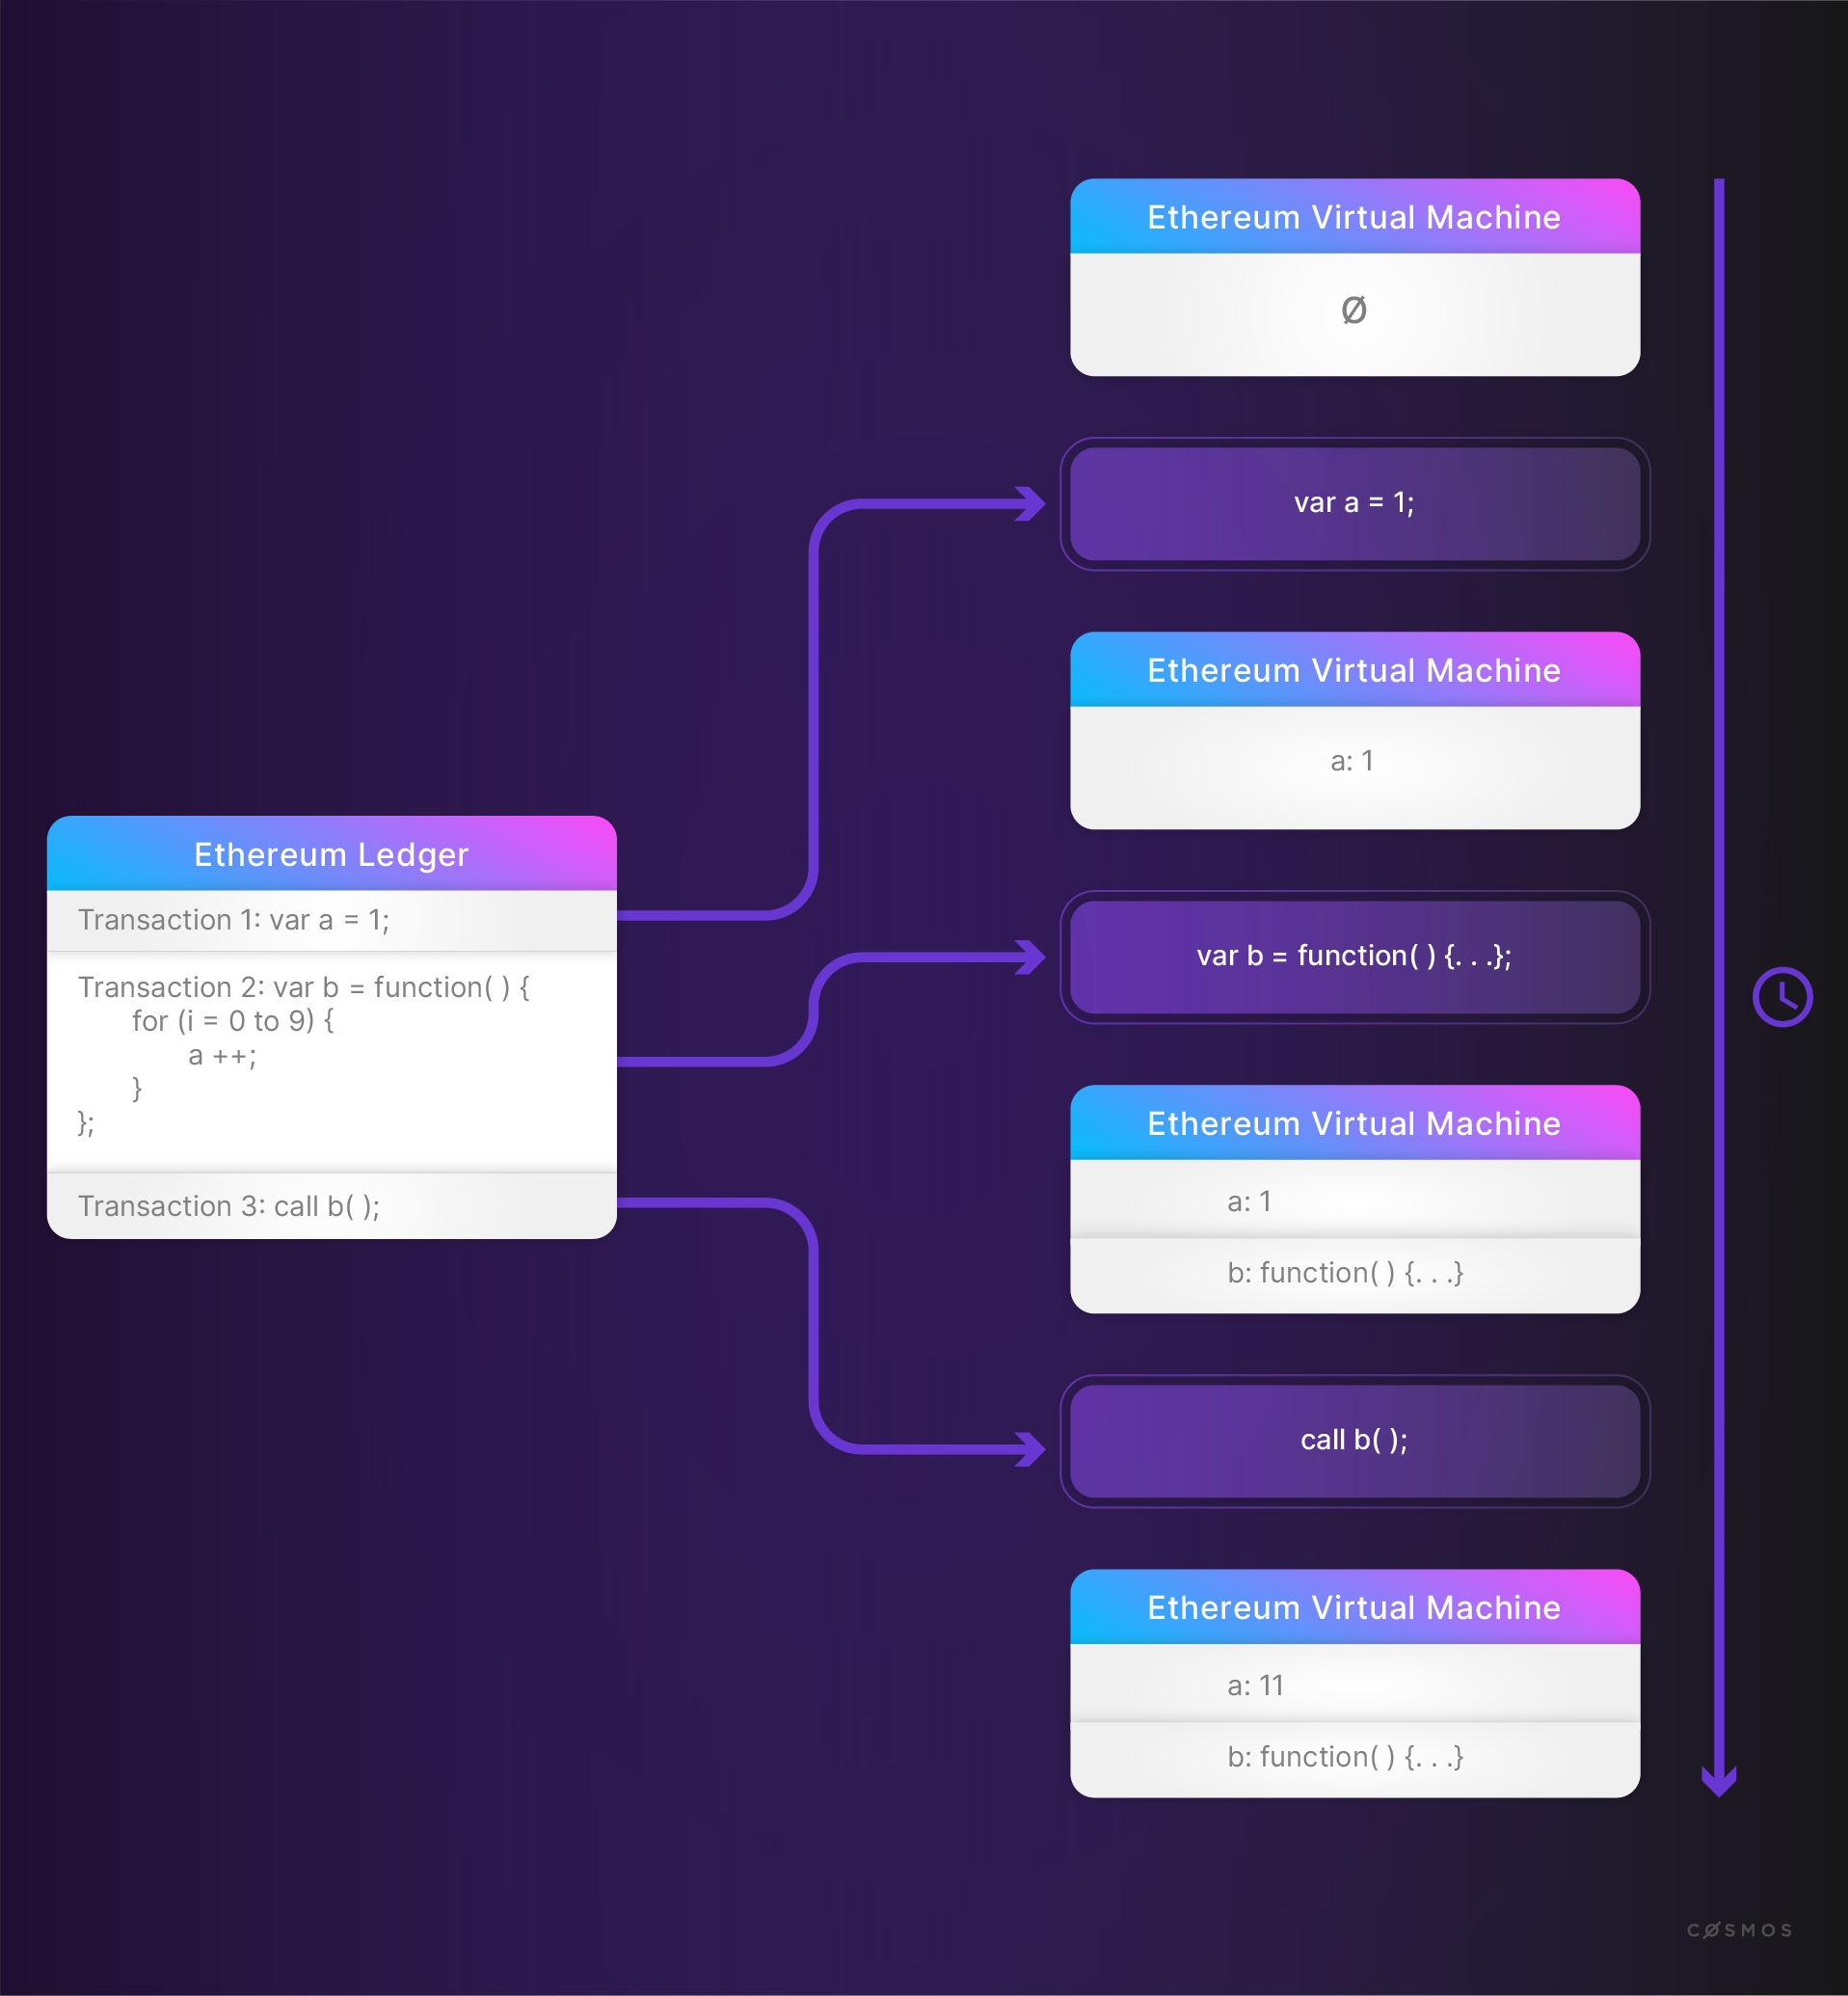 Ethereum Ledger
Transaction 1: var a = 1;
Transaction 2: var b = function( ) {
for (i = 0 to 9) {
a ++;
}
};
Transaction 3: call b( );
Ethereum Virtual Machine
Ø
var a = 1;
Ethereum Virtual Machine
a: 1
var b = function( ) {. . .};
Ethereum Virtual Machine
a: 1
b: function( ) {. . .}
call b( );
Ethereum Virtual Machine
a: 11
b: function( ) {. . .}
CØSMOS